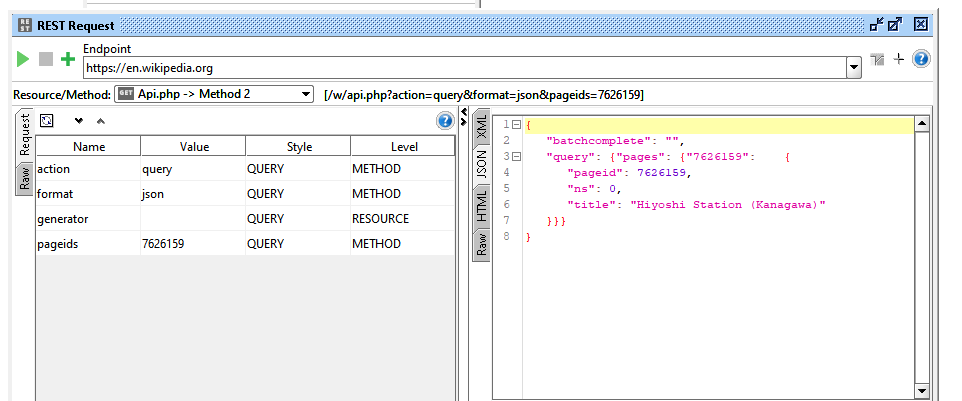 REST Request
Endpoint
https://en.wikipedia.org
Resource/Method: GET Api.php -> Method 2 [/w/api.php?action=query&format=json&pageids=7626159]
Request
Raw
Name Value Style Level
action query QUERY METHOD
format json QUERY METHOD
generator QUERY RESOURCE
pageids 7626159 QUERY METHOD
XML
JSON
HTML
Raw
1 {
2 "batchcomplete": "",
3 "query": {"pages": {"7626159": {
4 "pageid": 7626159,
5 "ns": 0,
6 "title": "Hiyoshi Station (Kanagawa)"
7 }}}
8 }